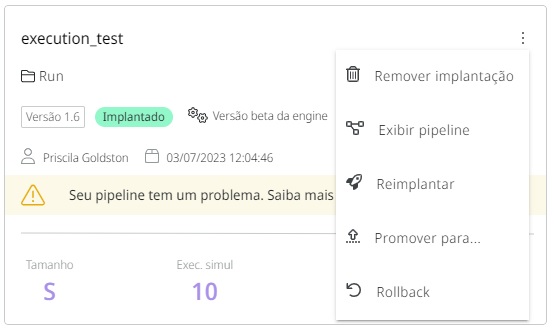 execution_test
Run
Versão 1.6 Implantado Versão beta da engine
Priscila Goldston 03/07/2023 12:04:46
Seu pipeline tem um problema. Saiba mais
Tamanho Exec. simul
S 10
Remover implantação
Exibir pipeline
Reimplantar
Promover para...
Rollback